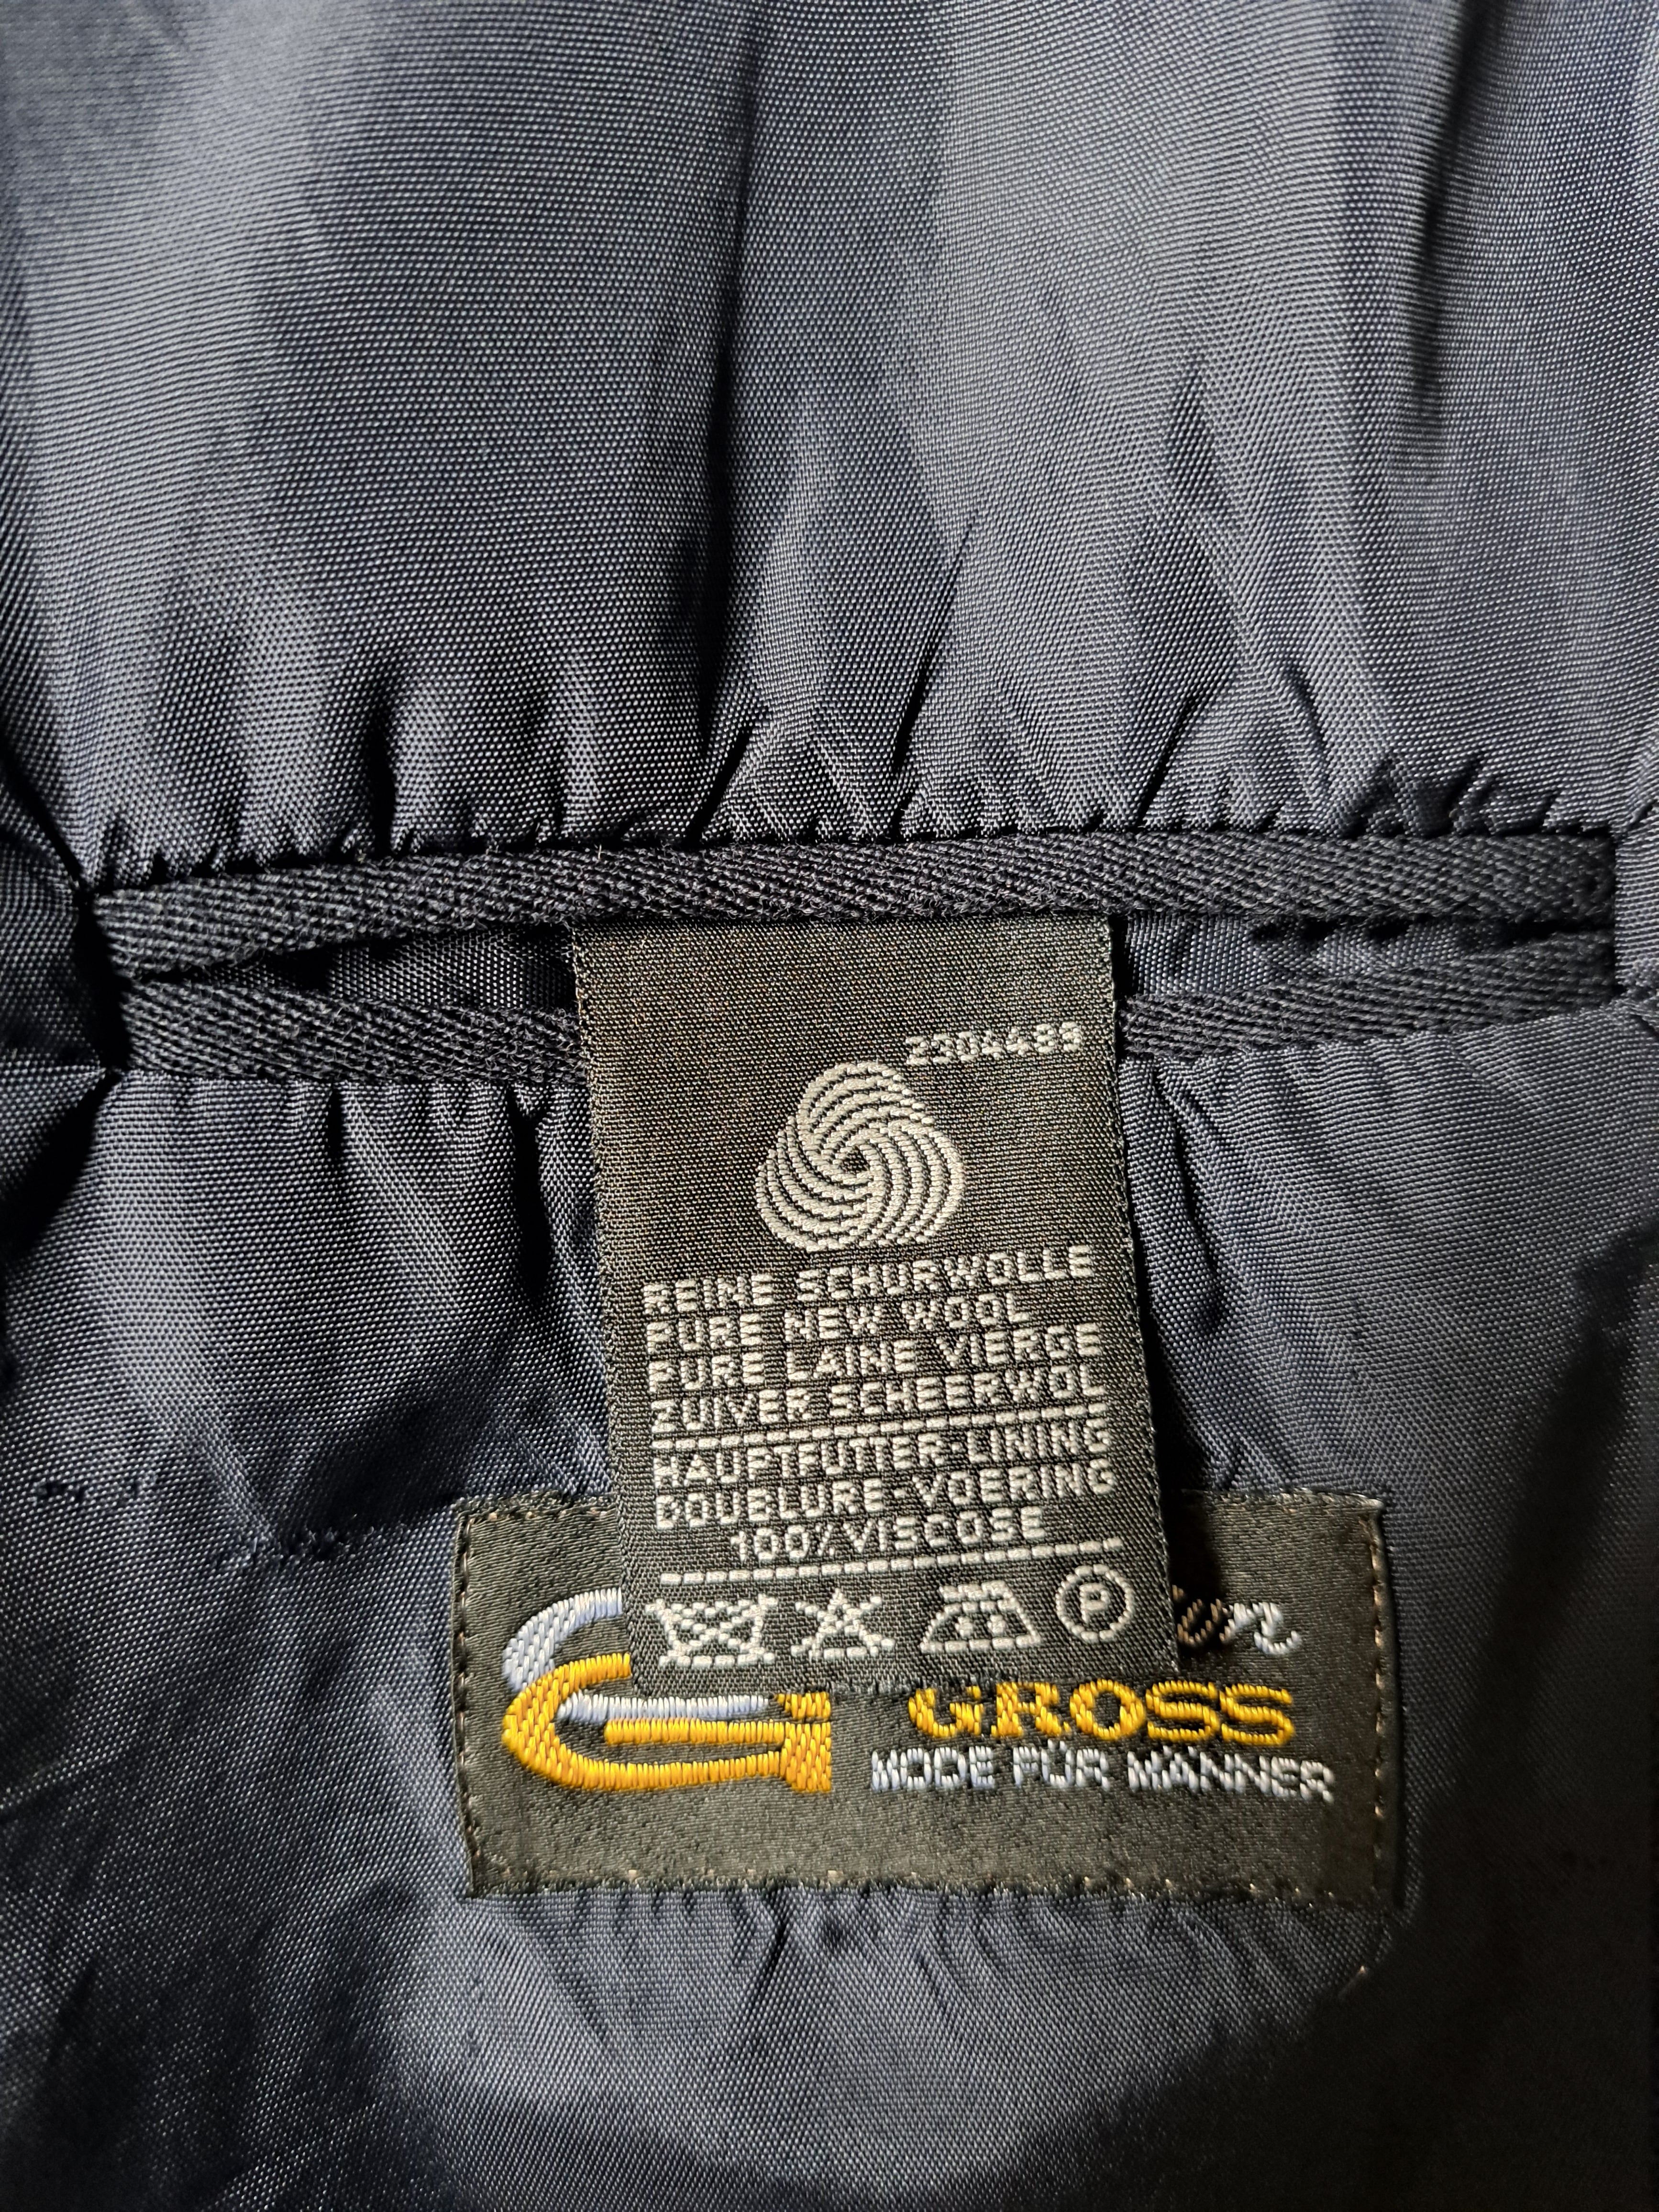 2304485
REINE SCHURWOLLE
PURE NEW WOOL
PURE LAINE VIERGE
ZUIVER SCHEERWOL
HAUPTFUTTER-LINING
DOUBLURE-VOERING
100% VISCOSE
P
GROSS
MODE FÜR MÄNNER